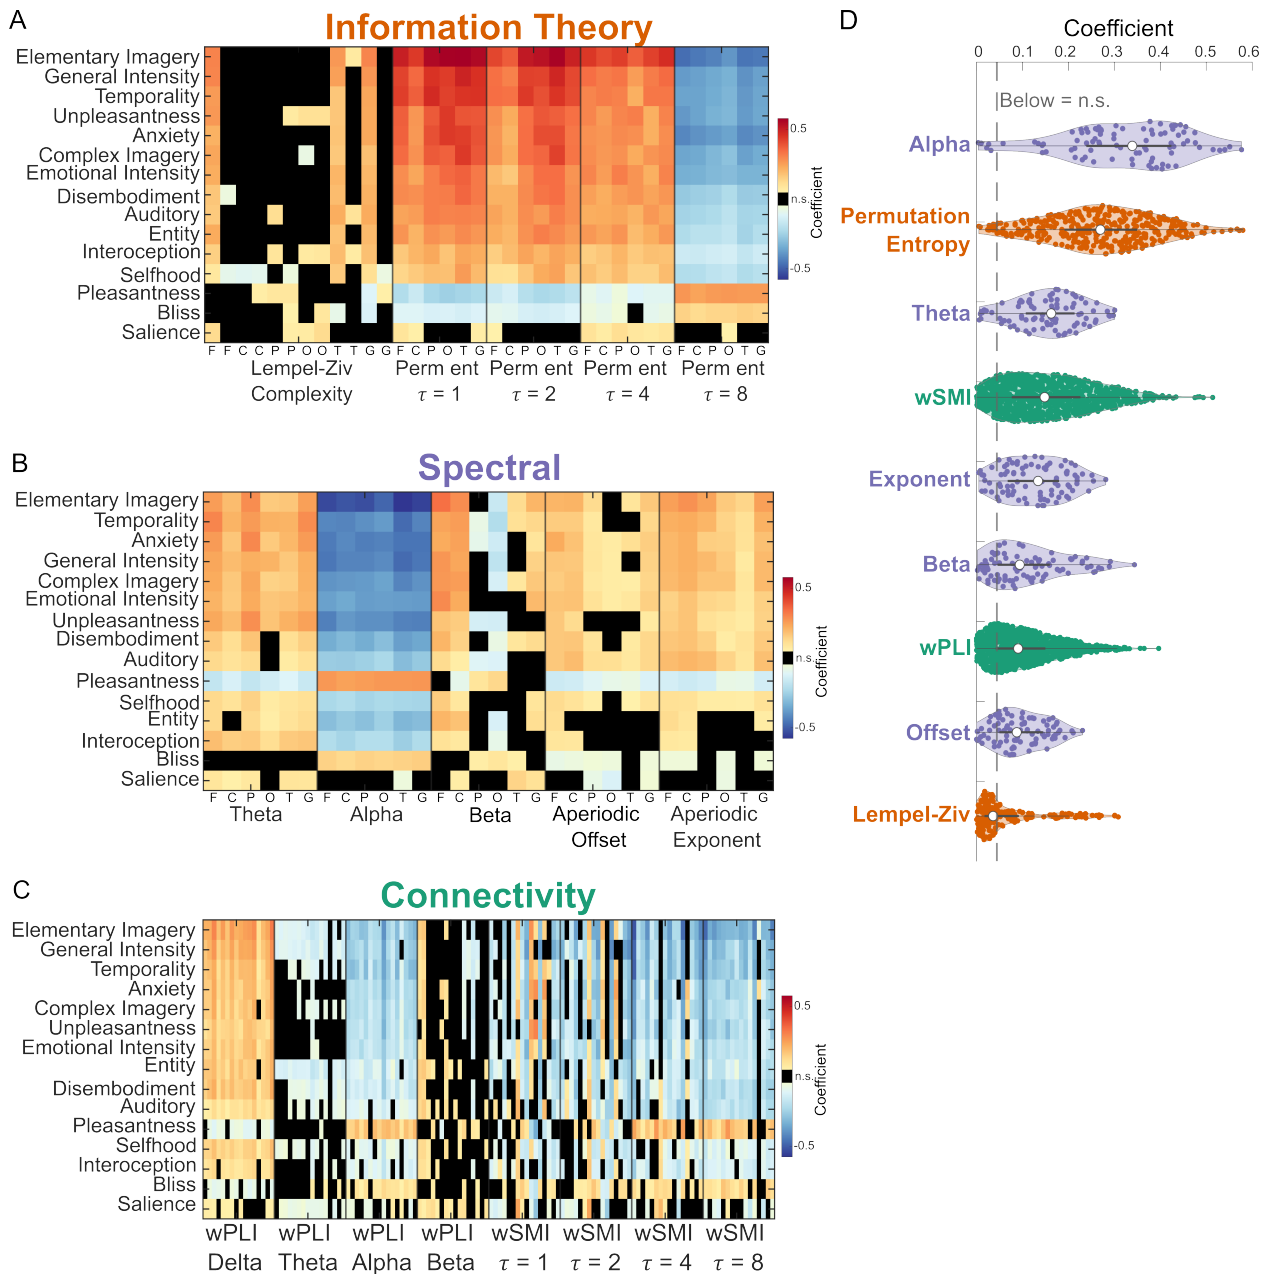 A
Information Theory
Elementary Imagery
General Intensity
Temporality
Unpleasantness
Anxiety
Complex Imagery
Emotional Intensity
Disembodiment
Auditory
Entity
Interoception
Selfhood
Pleasantness
Bliss
Salience
F F C C P P O O T T G G F C P O T G F C P O T G F C P O T G F C P O T G
Lempel-Ziv Perm ent Perm ent Perm ent Perm ent
Complexity τ = 1 τ = 2 τ = 4 τ = 8
0.5
n.s.
-0.5
Coefficient
B
Spectral
Elementary Imagery
Temporality
Anxiety
General Intensity
Complex Imagery
Emotional Intensity
Unpleasantness
Disembodiment
Auditory
Pleasantness
Selfhood
Entity
Interoception
Bliss
Salience
F C P O T G F C P O T G F C P O T G F C P O T G F C P O T G
Theta Alpha Beta Aperiodic Aperiodic
Offset Exponent
0.5
n.s.
-0.5
Coefficient
C
Connectivity
Elementary Imagery
General Intensity
Temporality
Anxiety
Complex Imagery
Unpleasantness
Emotional Intensity
Entity
Disembodiment
Auditory
Pleasantness
Selfhood
Interoception
Bliss
Salience
wPLI wPLI wPLI wPLI wSMI wSMI wSMI wSMI
Delta Theta Alpha Beta τ = 1 τ = 2 τ = 4 τ = 8
0.5
n.s.
-0.5
Coefficient
D
Coefficient
0 0.1 0.2 0.3 0.4 0.5 0.6
Below = n.s.
Alpha
Permutation
Entropy
Theta
wSMI
Exponent
Beta
wPLI
Offset
Lempel-Ziv